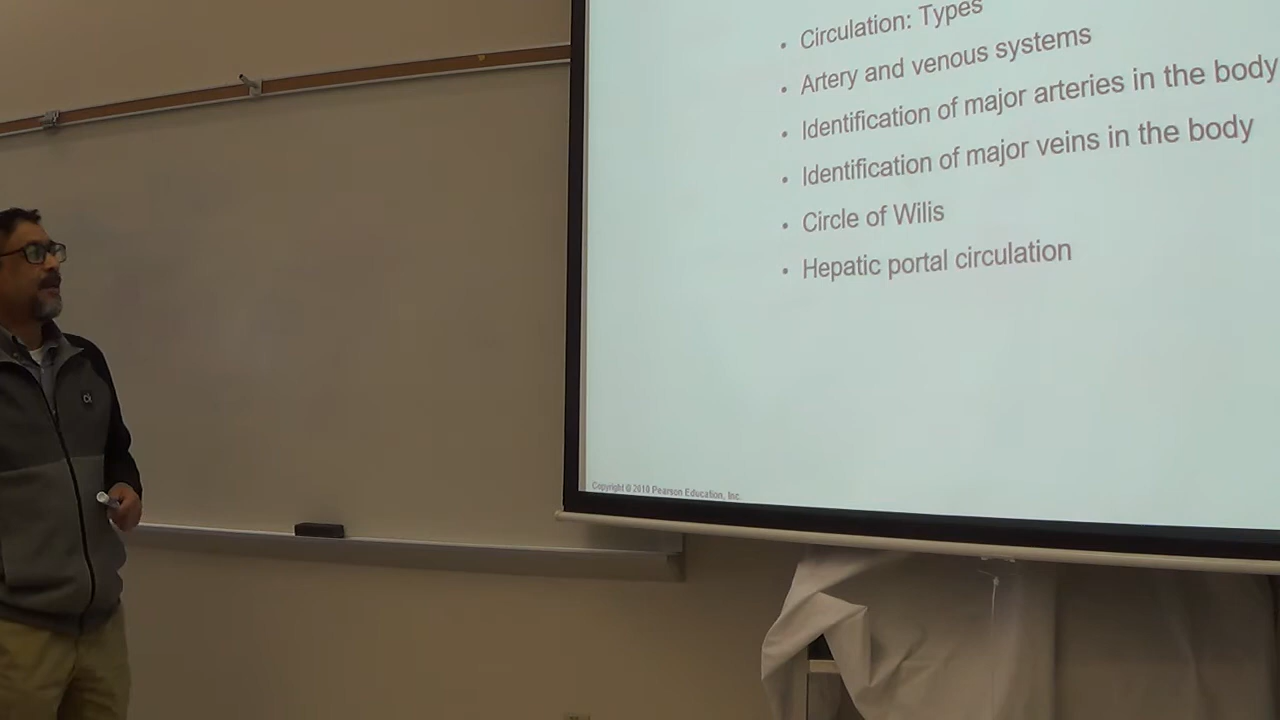 • Circulation: Types
• Artery and venous systems
• Identification of major arteries in the body
• Identification of major veins in the body
• Circle of Wilis
• Hepatic portal circulation
Copyright © 2010 Pearson Education, Inc.